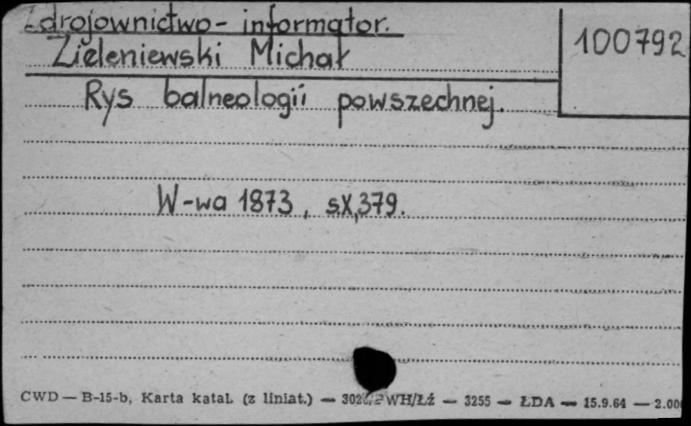 Zdrojownictwo - informator.
Zieleniewski Michał
100792
Rys balneologii powszechnej.
W-wa 1873, s.X,379.
CWD — B-15-b, Karta katal. (z liniat.) — WH/Łź — 3255 — ŁDA — 15.9.64 — 2.00